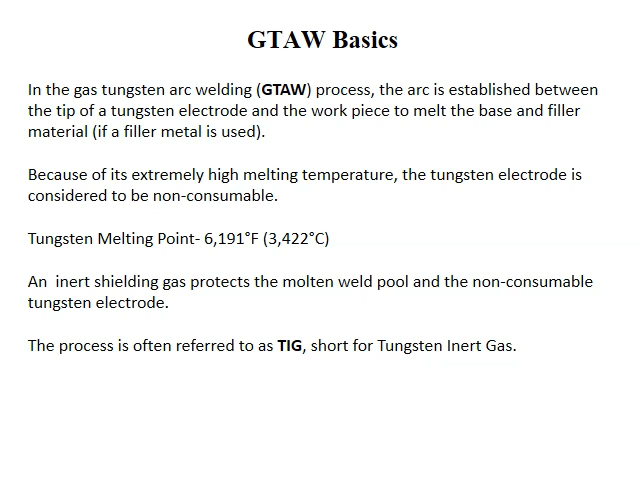 GTAW Basics
In the gas tungsten arc welding (GTAW) process, the arc is established between
the tip of a tungsten electrode and the work piece to melt the base and filler
material (if a filler metal is used).
Because of its extremely high melting temperature, the tungsten electrode is
considered to be non-consumable.
Tungsten Melting Point- 6,191°F (3,422°C)
An  inert shielding gas protects the molten weld pool and the non-consumable
tungsten electrode.
The process is often referred to as TIG, short for Tungsten Inert Gas.